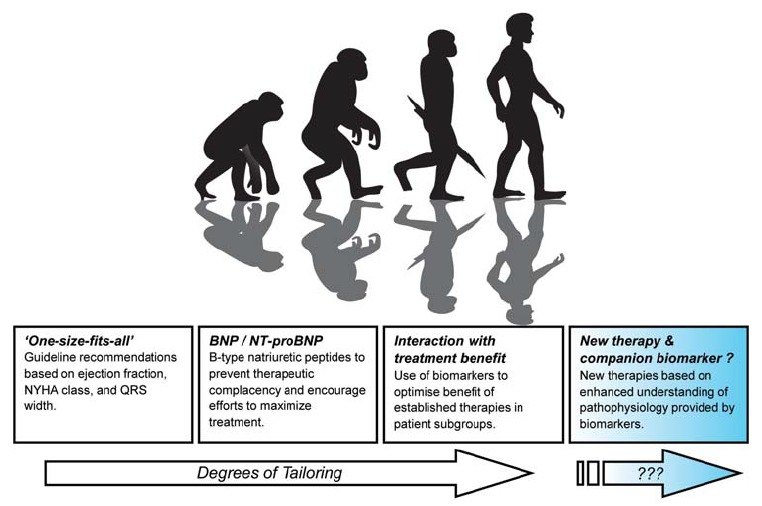 'One-size-fits-all'
Guideline recommendations
based on ejection fraction,
NYHA class, and QRS
width.
BNP / NT-proBNP
B-type natriuretic peptides to
prevent therapeutic
complacency and encourage
efforts to maximize
treatment.
Interaction with
treatment benefit
Use of biomarkers to
optimise benefit of
established therapies in
patient subgroups.
New therapy &
companion biomarker ?
New therapies based on
enhanced understanding of
pathophysiology provided by
biomarkers.
Degrees of Tailoring
???